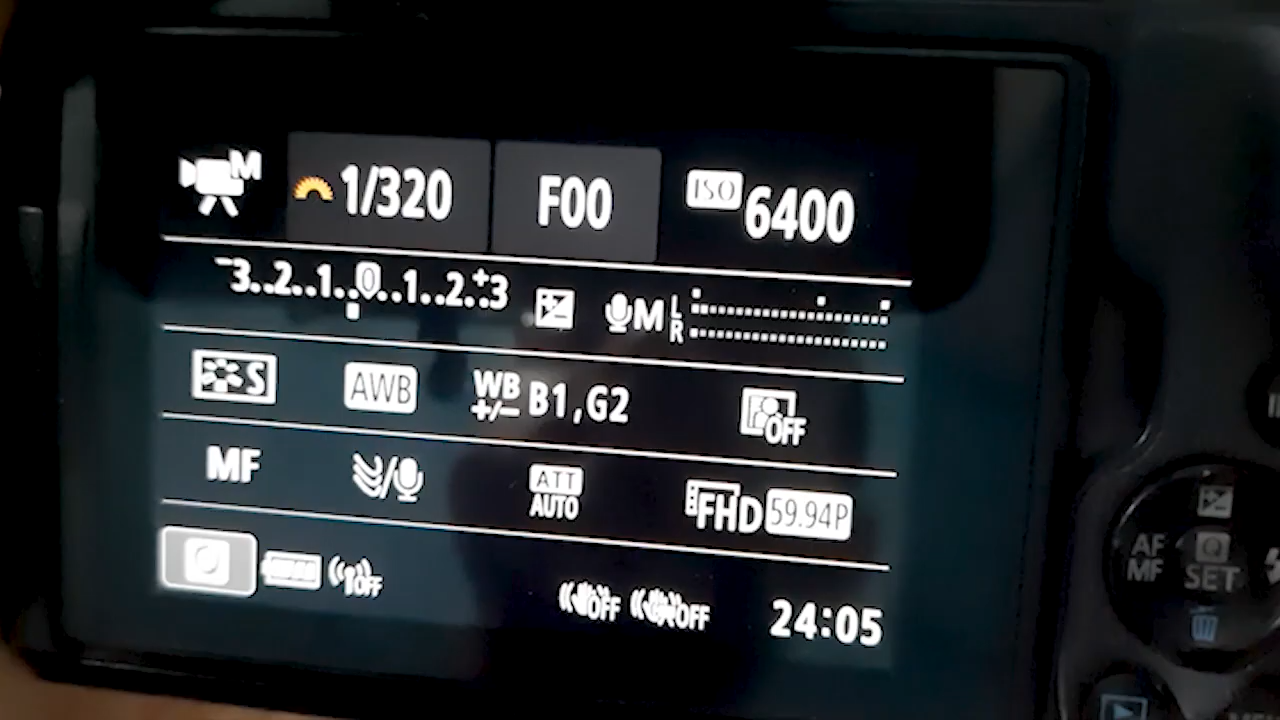 M 1/320 F00 ISO 6400
-3..2..1..0..1..2..+3 M L R
S AWB WB +/- B1,G2 OFF
MF / ATT AUTO FHD 59.94P
OFF OFF OFF 24:05
AF MF Q SET